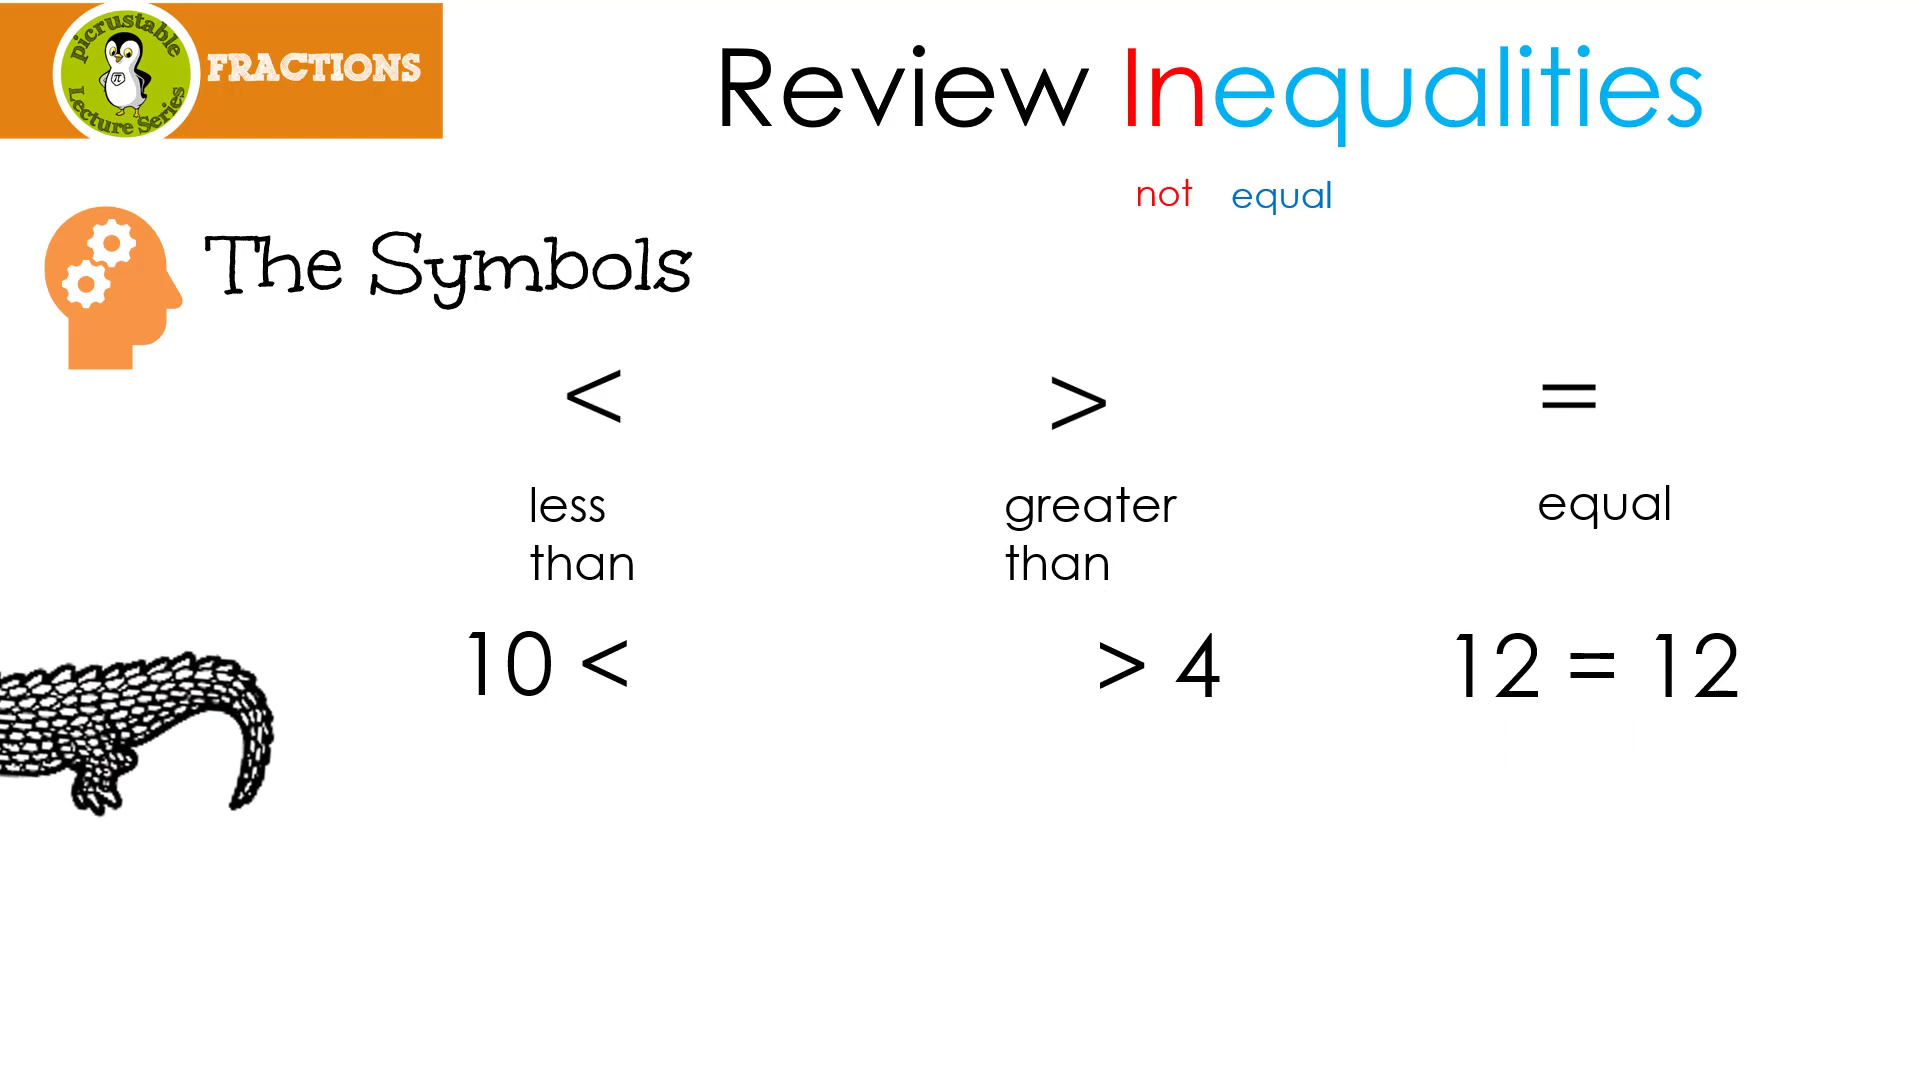 picrustable
Lecture Series
π
FRACTIONS
Review Inequalities
not equal
The Symbols
< > =
less than
greater than
equal
10 <
> 4
12 = 12